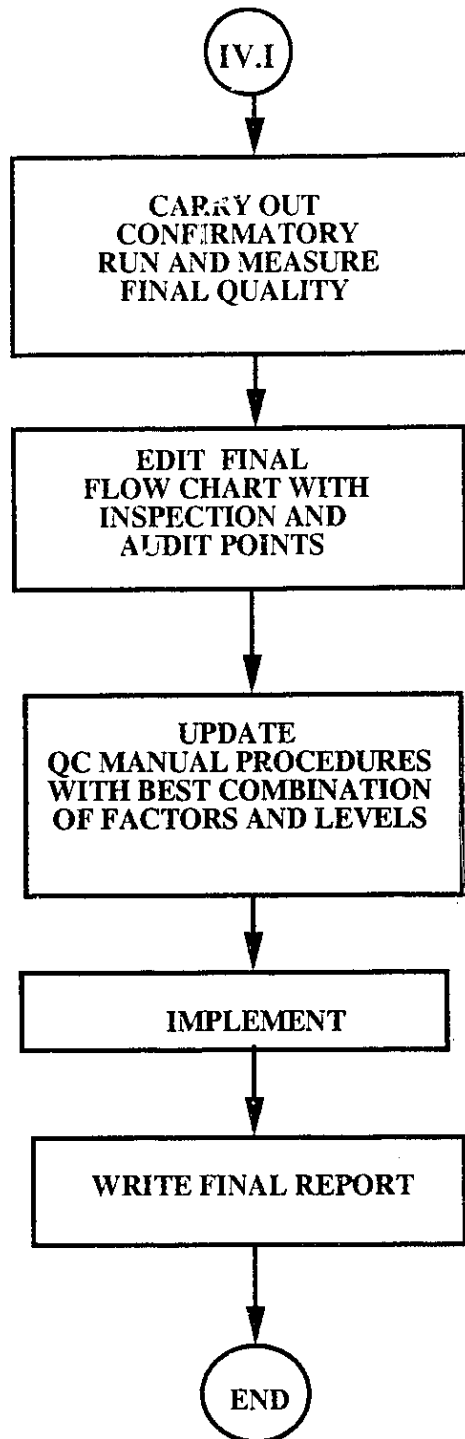 IV.I
CARRY OUT
CONFIRMATORY
RUN AND MEASURE
FINAL QUALITY
EDIT FINAL
FLOW CHART WITH
INSPECTION AND
AUDIT POINTS
UPDATE
QC MANUAL PROCEDURES
WITH BEST COMBINATION
OF FACTORS AND LEVELS
IMPLEMENT
WRITE FINAL REPORT
END